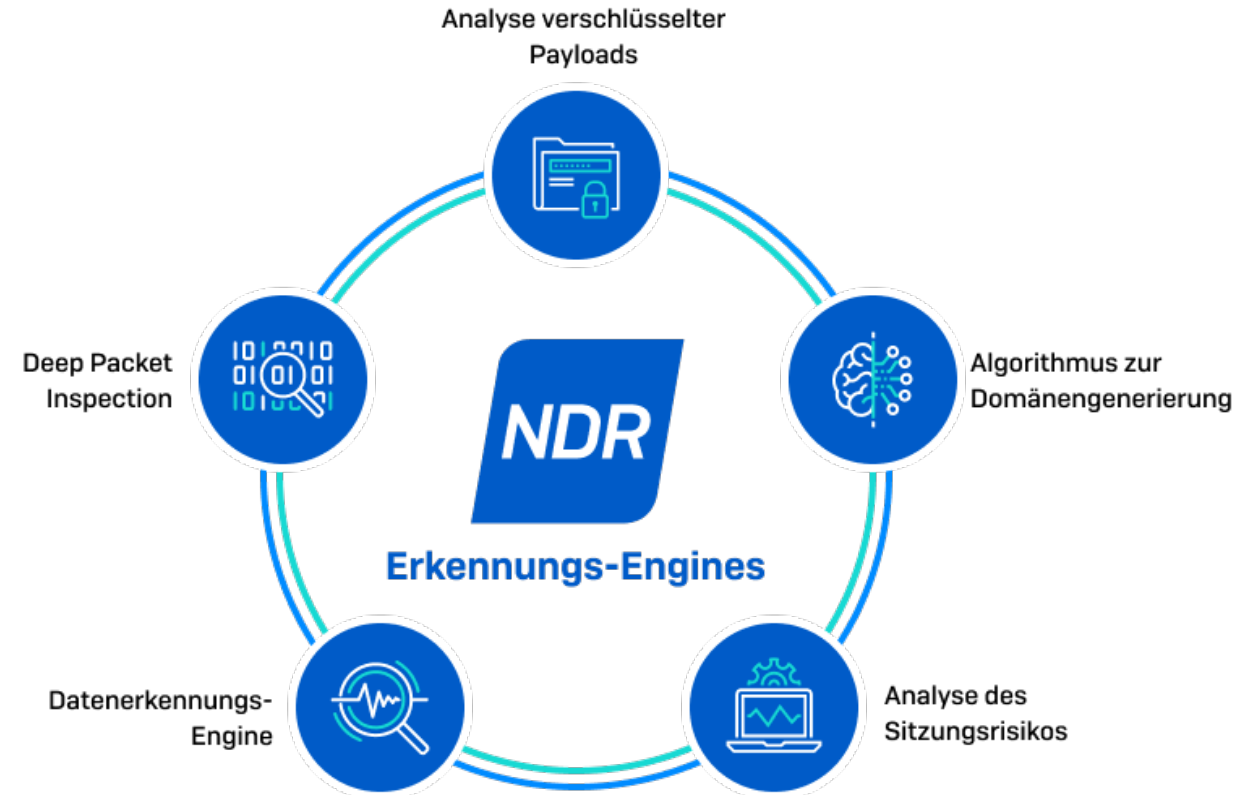 Analyse verschlüsselter
Payloads
Deep Packet
Inspection
Algorithmus zur
Domänengenerierung
NDR
Erkennungs-Engines
Datenerkennungs-
Engine
Analyse des
Sitzungsrisikos